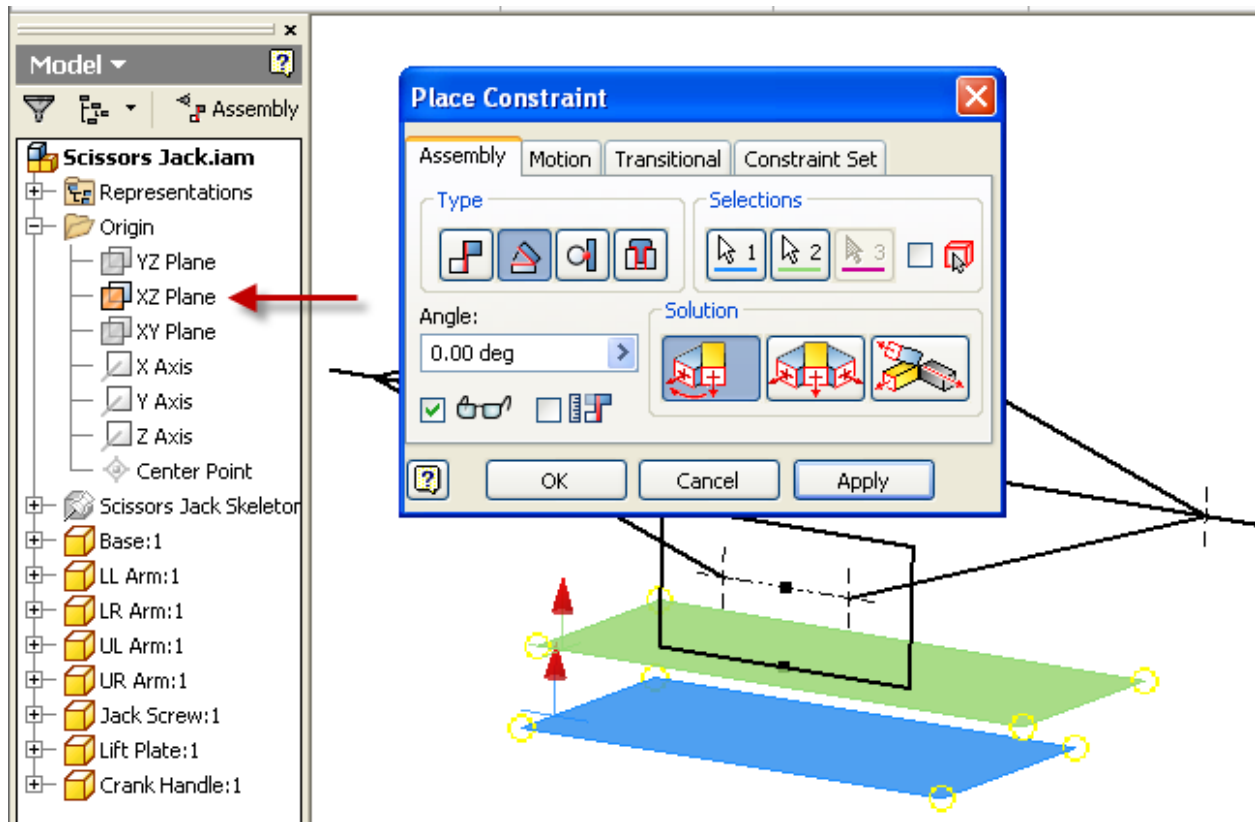 Model
Assembly
Scissors Jack.iam
Representations
Origin
YZ Plane
XZ Plane
XY Plane
X Axis
Y Axis
Z Axis
Center Point
Scissors Jack Skeleton
Base:1
LL Arm:1
LR Arm:1
UL Arm:1
UR Arm:1
Jack Screw:1
Lift Plate:1
Crank Handle:1
Place Constraint
Assembly Motion Transitional Constraint Set
Type Selections
1 2 3
Angle: Solution
0.00 deg
OK Cancel Apply